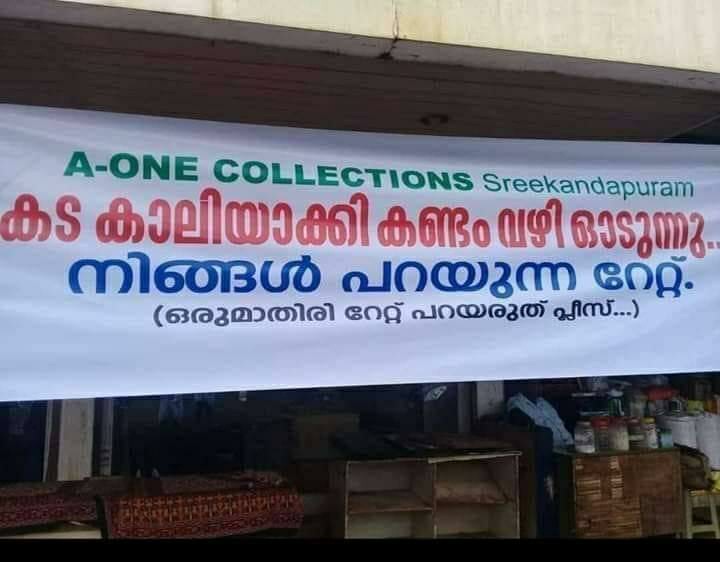 A-ONE COLLECTIONS Sreekandapuram
കട കാലിയാക്കി കണ്ടം വഴി ഓടുന്നു..
നിങ്ങൾ പറയുന്ന റേറ്റ്.
(ഒരുമാതിരി റേറ്റ് പറയരുത് പ്ലീസ്...)